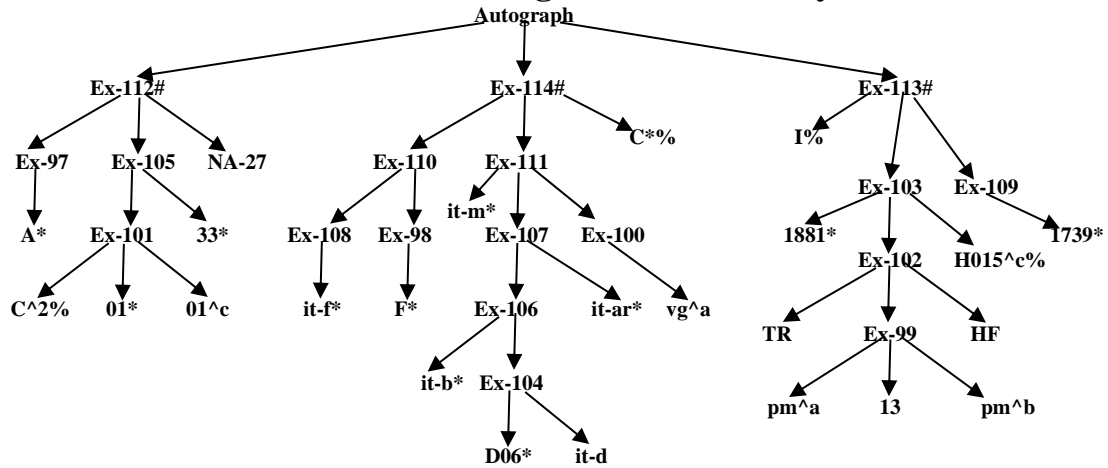 Autograph
Ex-112# Ex-114# Ex-113#
C*% I%
Ex-97 Ex-105 NA-27 Ex-110 Ex-111
Ex-103 Ex-109
it-m*
A* Ex-101 33* Ex-108 Ex-98 Ex-107 Ex-100 1881* 1739*
Ex-102 H015^c%
C^2% 01* 01^c it-f* F* Ex-106 it-ar* vg^a
TR Ex-99 HF
it-b* Ex-104
pm^a 13 pm^b
D06* it-d